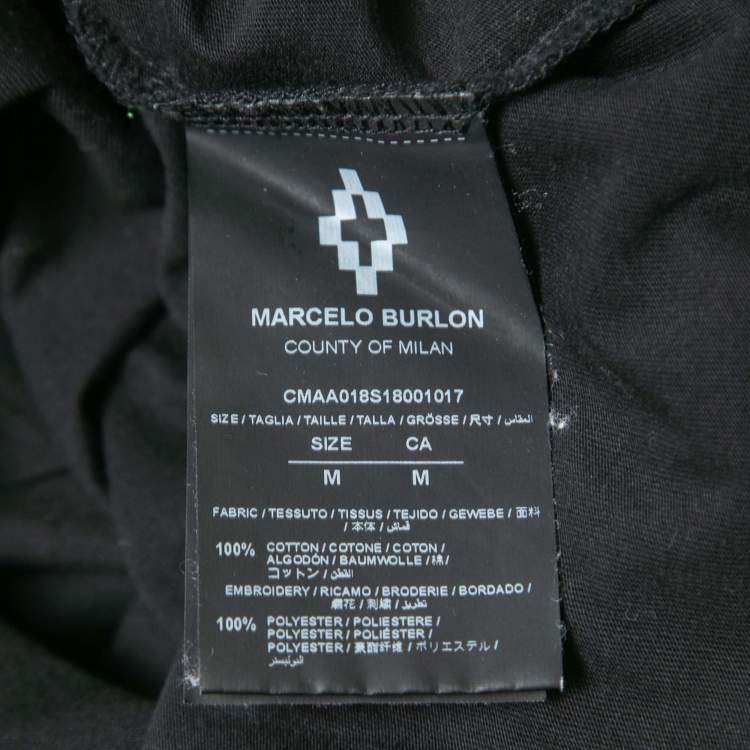 MARCELO BURLON
COUNTY OF MILAN
CMAA018S18001017
SIZE / TAGLIA / TAILLE / TALLA / GRÖSSE / 尺寸 / المقاس
SIZE CA
M M
FABRIC / TESSUTO / TISSUS / TEJIDO / GEWEBE / 面料
/ 本体 / قماش
100% COTTON / COTONE / COTON /
ALGODÓN / BAUMWOLLE / 棉 /
コットン / القطن
EMBROIDERY / RICAMO / BRODERIE / BORDADO /
/ 刺繍 / تطريز
100% POLYESTER / POLIESTERE /
POLYESTER / POLIÉSTER /
POLYESTER / 聚酯纤维 / ポリエステル /
البوليستر